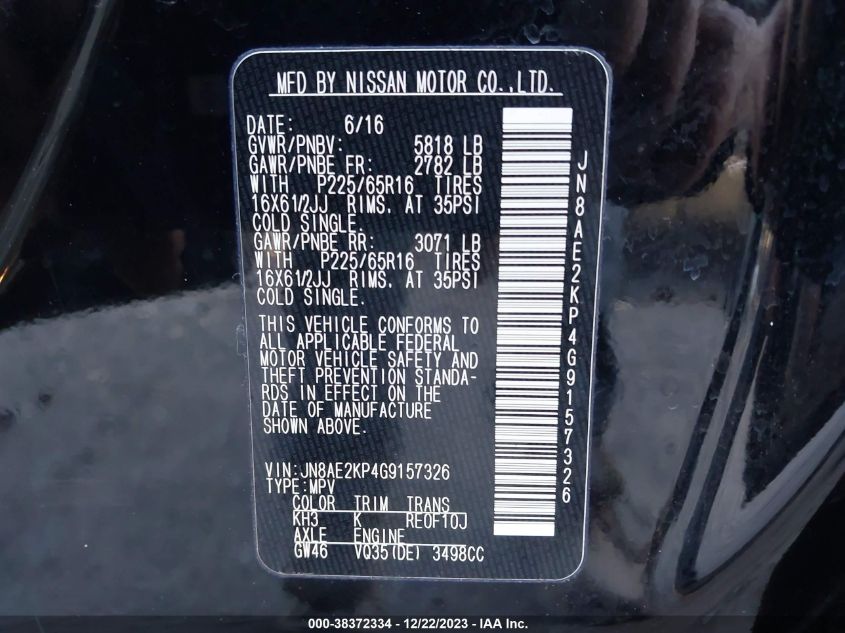 MFD BY NISSAN MOTOR CO.,LTD.
DATE: 6/16
GVWR/PNBV: 5818 LB
GAWR/PNBE FR: 2782 LB
WITH P225/65R16 TIRES
16X61/2JJ RIMS. AT 35PSI
COLD SINGLE.
GAWR/PNBE RR: 3071 LB
WITH P225/65R16 TIRES
16X61/2JJ RIMS. AT 35PSI
COLD SINGLE.
THIS VEHICLE CONFORMS TO
ALL APPLICABLE FEDERAL
MOTOR VEHICLE SAFETY AND
THEFT PREVENTION STANDA-
RDS IN EFFECT ON THE
DATE OF MANUFACTURE
SHOWN ABOVE.
VIN:JN8AE2KP4G9157326
TYPE:MPV
COLOR TRIM TRANS
KH3 K RE0F10J
AXLE ENGINE
GW46 VQ35(DE) 3498CC
JN8AE2KP4G9157326
000-38372334 - 12/22/2023 - IAA Inc.